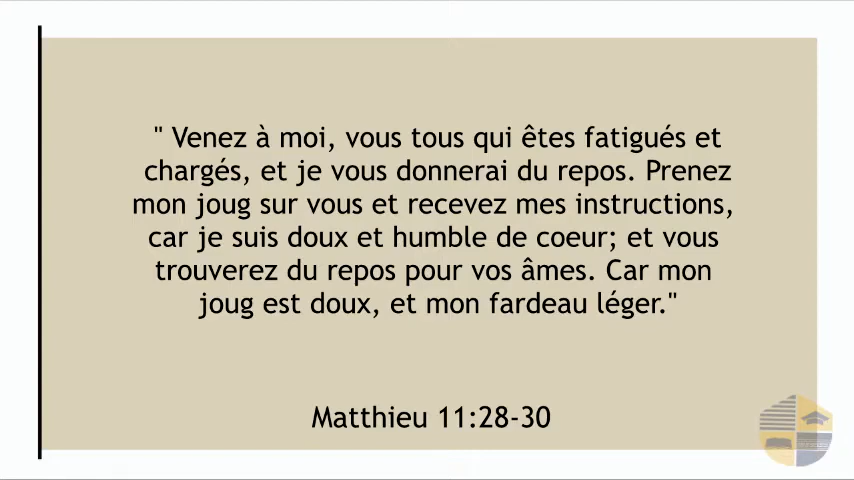 " Venez à moi, vous tous qui êtes fatigués et
chargés, et je vous donnerai du repos. Prenez
mon joug sur vous et recevez mes instructions,
car je suis doux et humble de coeur; et vous
trouverez du repos pour vos âmes. Car mon
joug est doux, et mon fardeau léger."
Matthieu 11:28-30